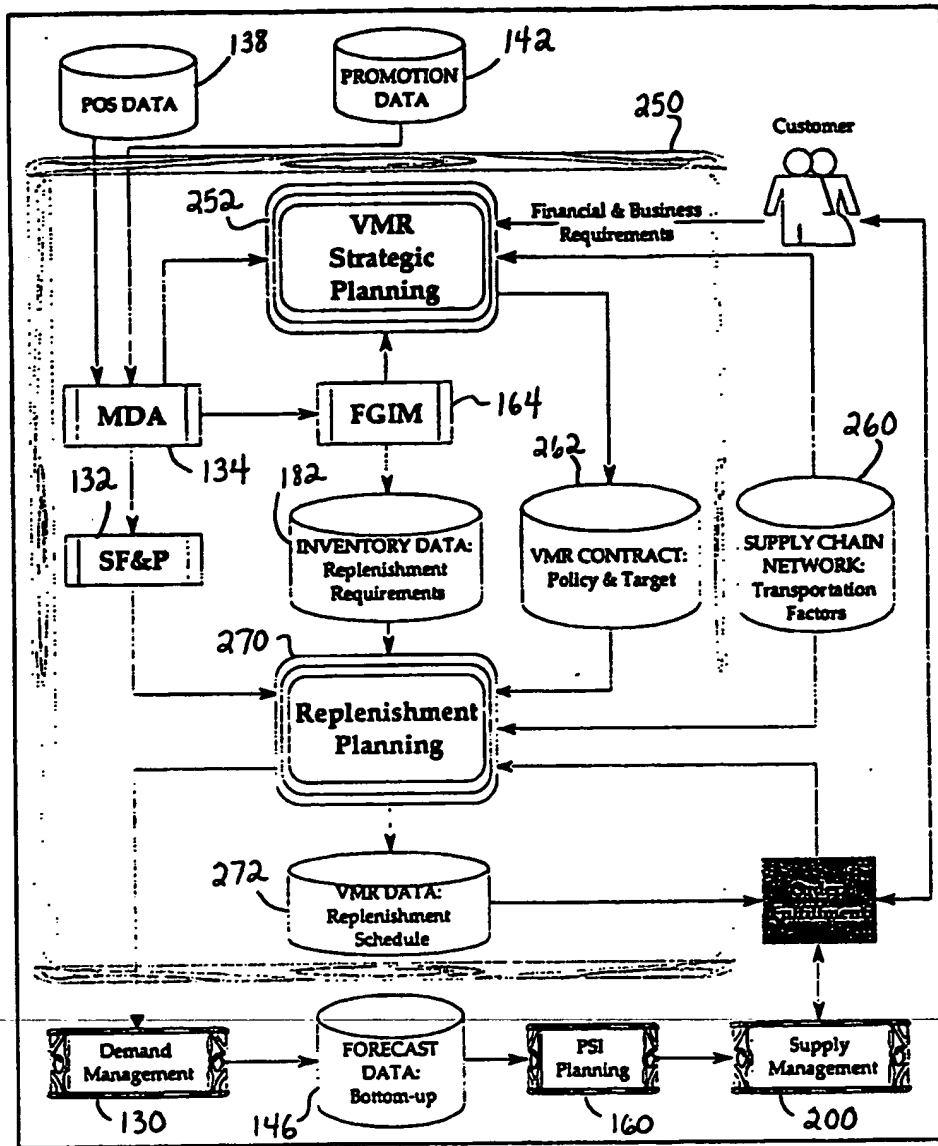 138
142
POS DATA
PROMOTION
DATA
250
Customer
252
VMR
Strategic
Planning
Financial & Business
Requirements
MDA
FGIM
164
134
132
182
262
260
SF&P
INVENTORY DATA:
Replenishment
Requirements
VMR CONTRACT:
Policy & Target
SUPPLY CHAIN
NETWORK:
Transportation
Factors
270
Replenishment
Planning
272
VMR DATA:
Replenishment
Schedule
Order
Fulfillment
Demand
Management
FORECAST
DATA:
Bottom-up
PSI
Planning
Supply
Management
130
146
160
200